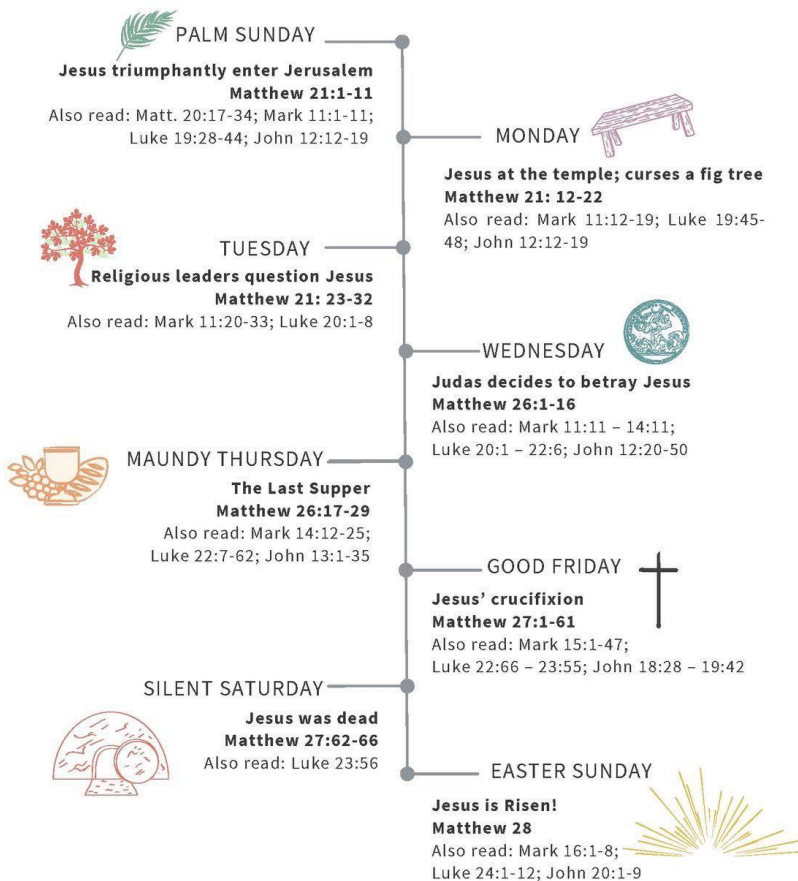 PALM SUNDAY
Jesus triumphantly enter Jerusalem
Matthew 21:1-11
Also read: Matt. 20:17-34; Mark 11:1-11;
Luke 19:28-44; John 12:12-19
MONDAY
Jesus at the temple; curses a fig tree
Matthew 21: 12-22
Also read: Mark 11:12-19; Luke 19:45-
48; John 12:12-19
TUESDAY
Religious leaders question Jesus
Matthew 21: 23-32
Also read: Mark 11:20-33; Luke 20:1-8
WEDNESDAY
Judas decides to betray Jesus
Matthew 26:1-16
Also read: Mark 11:11 – 14:11;
Luke 20:1 – 22:6; John 12:20-50
MAUNDY THURSDAY
The Last Supper
Matthew 26:17-29
Also read: Mark 14:12-25;
Luke 22:7-62; John 13:1-35
GOOD FRIDAY
Jesus’ crucifixion
Matthew 27:1-61
Also read: Mark 15:1-47;
Luke 22:66 – 23:55; John 18:28 – 19:42
SILENT SATURDAY
Jesus was dead
Matthew 27:62-66
Also read: Luke 23:56
EASTER SUNDAY
Jesus is Risen!
Matthew 28
Also read: Mark 16:1-8;
Luke 24:1-12; John 20:1-9